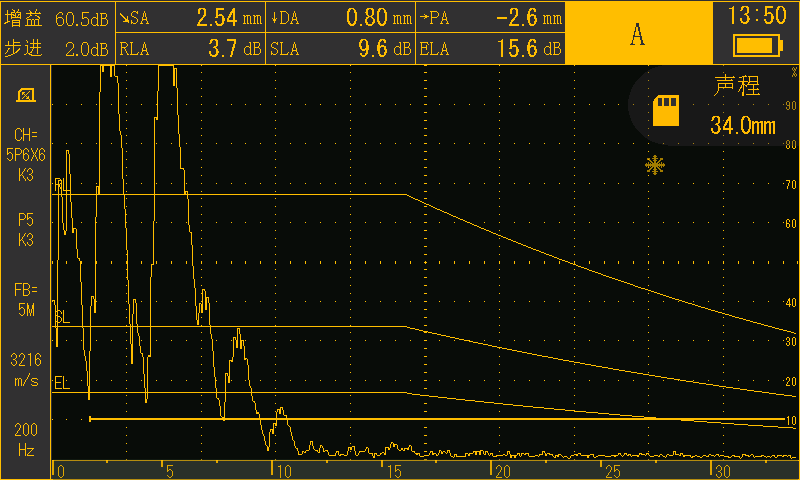 增益 60.5dB ↘SA 2.54 mm ↓DA 0.80 mm →PA -2.6 mm A 13:50
步进 2.0dB RLA 3.7 dB SLA 9.6 dB ELA 15.6 dB
声程
34.0mm
%
90
80
70
60
40
30
20
10
CH=
5P6X6
K3
P5
K3
FB=
5M
3216
m/s
200
Hz
RL
SL
EL
0 5 10 15 20 25 30